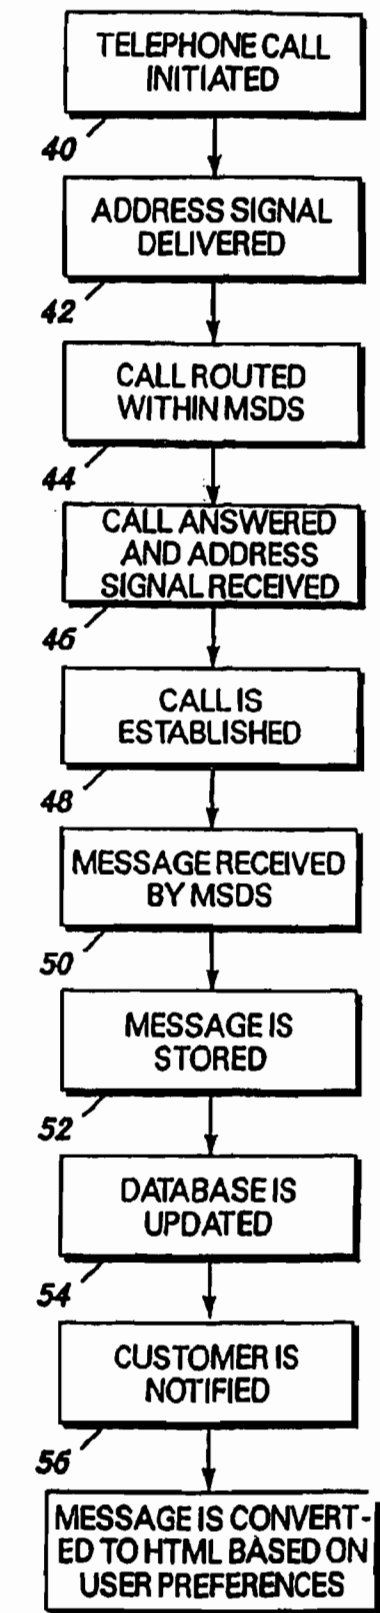 TELEPHONE CALL
INITIATED
40
ADDRESS SIGNAL
DELIVERED
42
CALL ROUTED
WITHIN MSDS
44
CALL ANSWERED
AND ADDRESS
SIGNAL RECEIVED
46
CALL IS
ESTABLISHED
48
MESSAGE RECEIVED
BY MSDS
50
MESSAGE IS
STORED
52
DATABASE IS
UPDATED
54
CUSTOMER IS
NOTIFIED
56
MESSAGE IS CONVERT-
ED TO HTML BASED ON
USER PREFERENCES